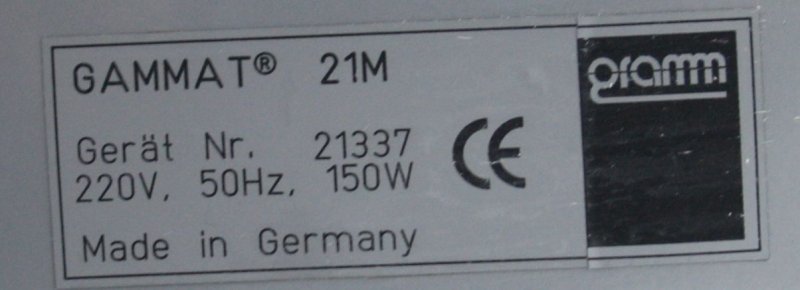 GAMMAT® 21M
gramm
Gerät Nr. 21337
CE
220V, 50Hz, 150W
Made in Germany